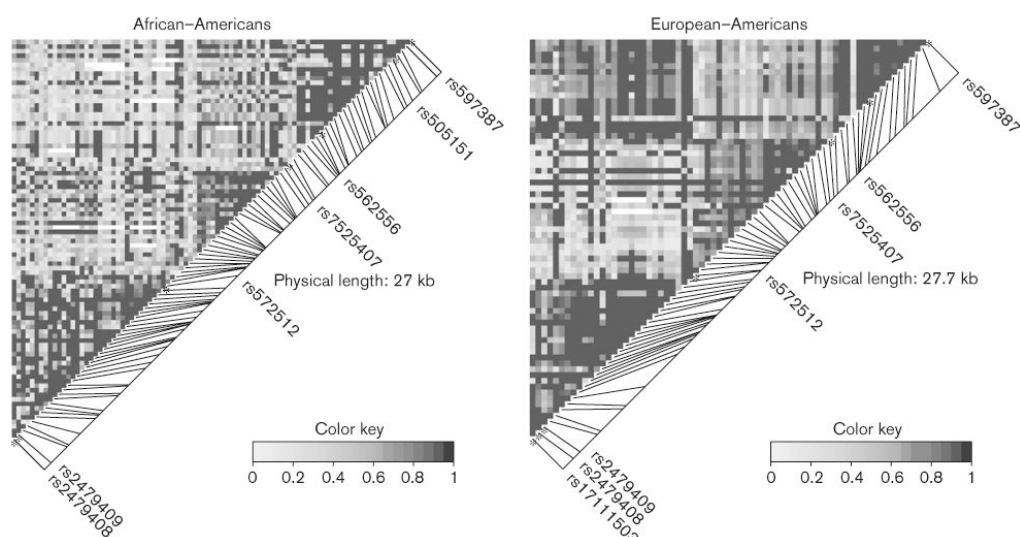 African–Americans
rs597387
rs505151
rs562556
rs7525407
Physical length: 27 kb
rs572512
Color key
0 0.2 0.4 0.6 0.8 1
rs2479409
rs2479408
European–Americans
rs597387
rs562556
rs7525407
Physical length: 27.7 kb
rs572512
Color key
0 0.2 0.4 0.6 0.8 1
rs2479409
rs2479408